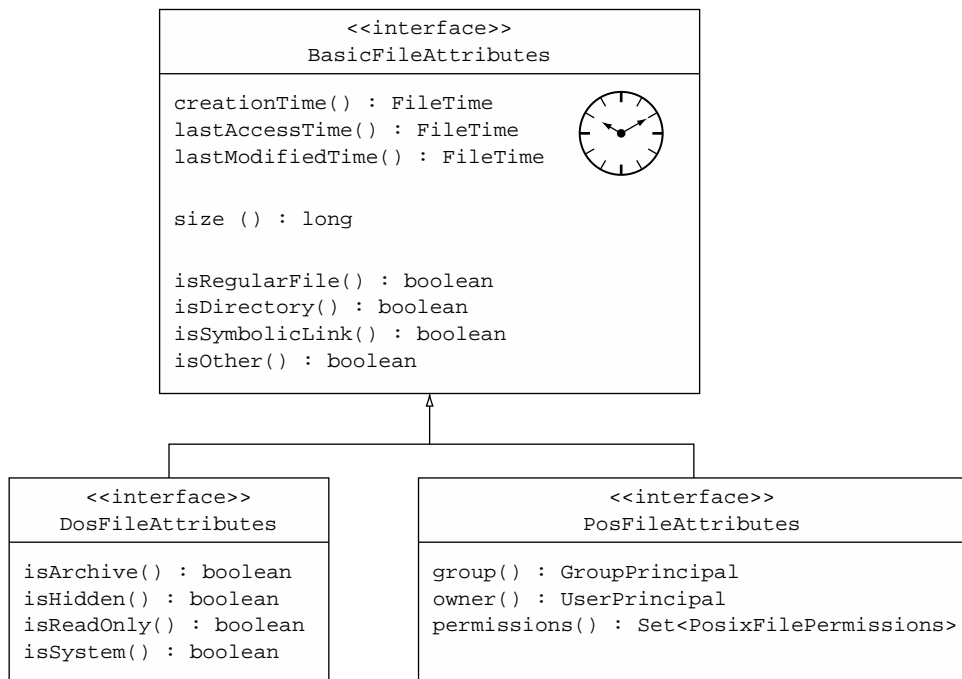 <<interface>>
BasicFileAttributes
creationTime() : FileTime
lastAccessTime() : FileTime
lastModifiedTime() : FileTime
size () : long
isRegularFile() : boolean
isDirectory() : boolean
isSymbolicLink() : boolean
isOther() : boolean
<<interface>>
DosFileAttributes
isArchive() : boolean
isHidden() : boolean
isReadOnly() : boolean
isSystem() : boolean
<<interface>>
PosFileAttributes
group() : GroupPrincipal
owner() : UserPrincipal
permissions() : Set<PosixFilePermissions>